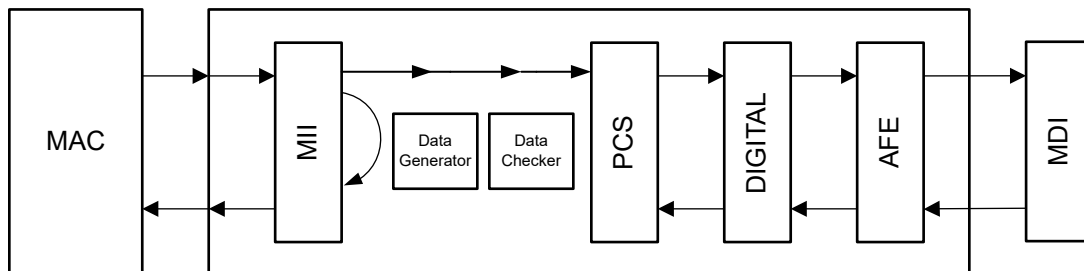 MAC
MII
Data
Generator
Data
Checker
PCS
DIGITAL
AFE
MDI